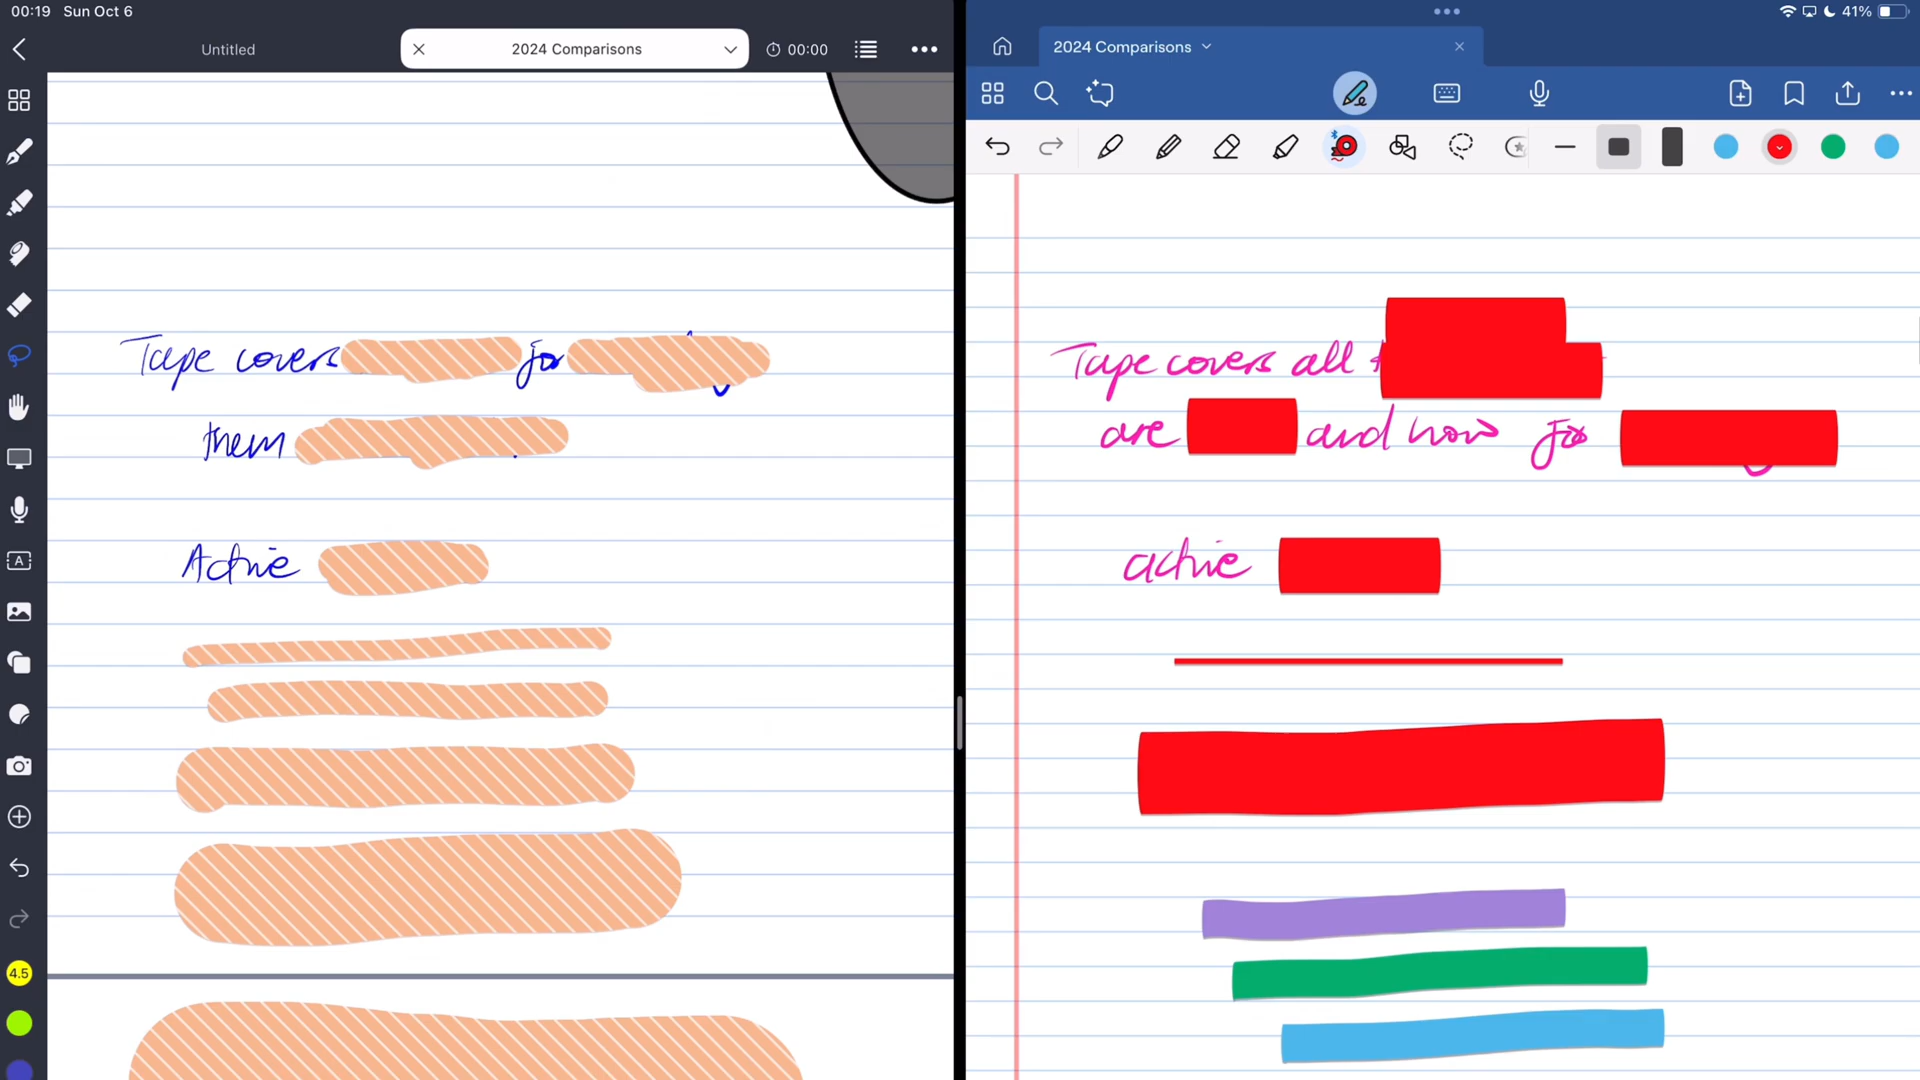 00:19 Sun Oct 6
41%
Untitled
2024 Comparisons
00:00
2024 Comparisons
Tape covers for
them
Active
4.5
A
Tape covers all
are and how for
active